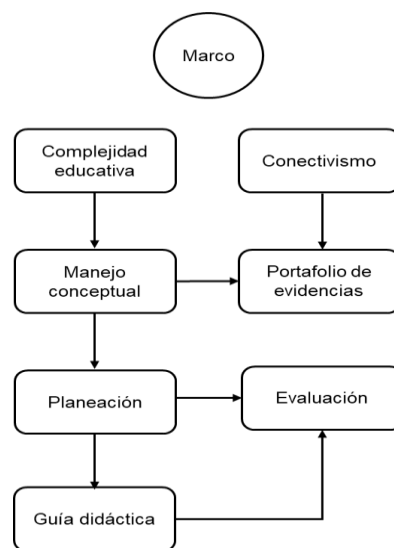 Marco
Complejidad
educativa
Conectivismo
Manejo
conceptual
Portafolio de
evidencias
Planeación
Evaluación
Guía didáctica